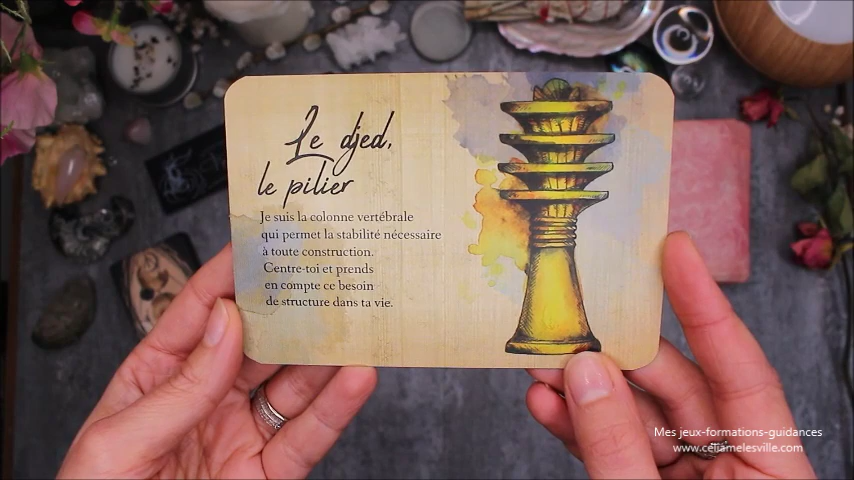 Le djed,
le pilier
Je suis la colonne vertébrale
qui permet la stabilité nécessaire
à toute construction.
Centre-toi et prends
en compte ce besoin
de structure dans ta vie.
Mes jeux-formations-guidances
www.celiamelesville.com